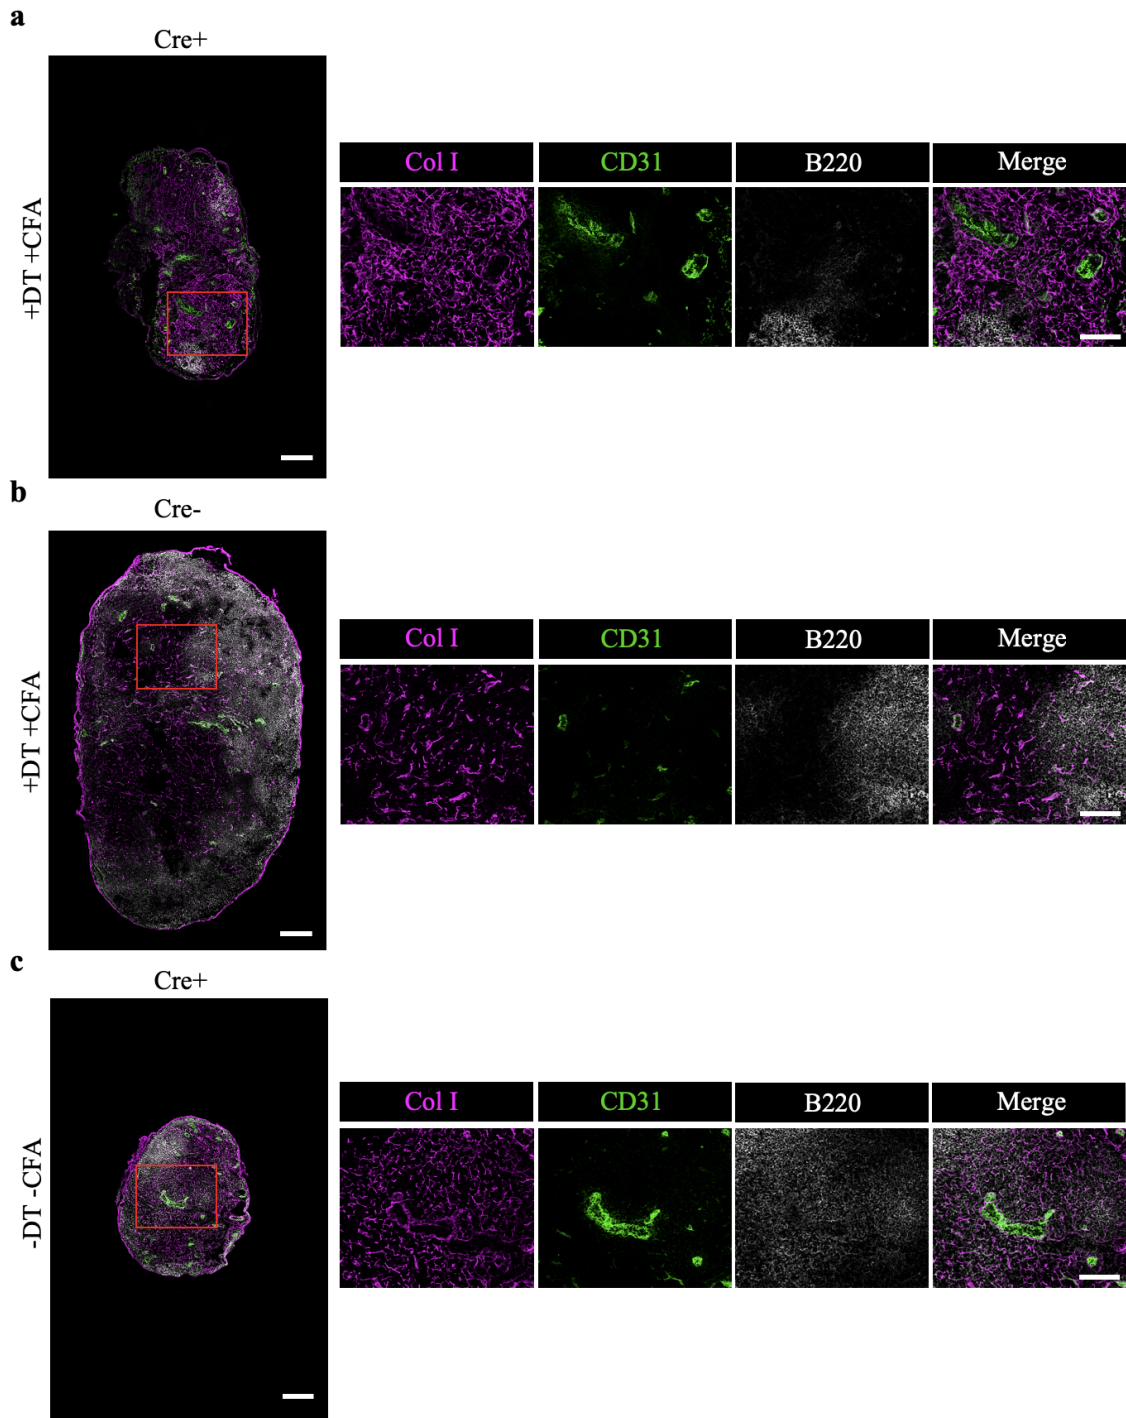 a
Cre+
+DT +CFA
Col I
CD31
B220
Merge
b
Cre-
+DT +CFA
Col I
CD31
B220
Merge
c
Cre+
-DT -CFA
Col I
CD31
B220
Merge